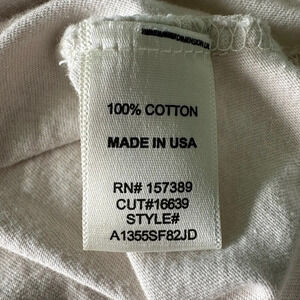 100% COTTON
MADE IN USA
RN# 157389
CUT#16639
STYLE#
A1355SF82JD